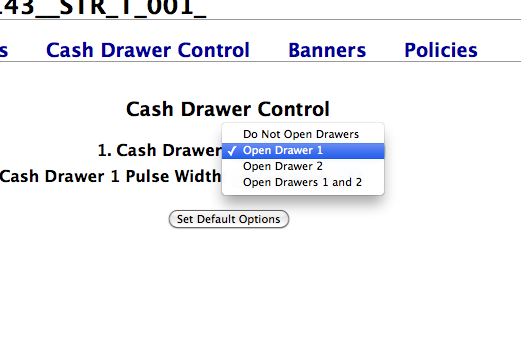 143__STR_T_001_
s Cash Drawer Control Banners Policies
Cash Drawer Control
Do Not Open Drawers
1. Cash Drawer ✓ Open Drawer 1
Open Drawer 2
Cash Drawer 1 Pulse Width
Open Drawers 1 and 2
Set Default Options